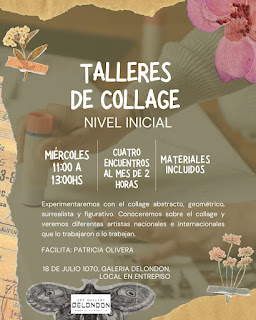 TALLERES
DE COLLAGE
NIVEL INICIAL
MIÉRCOLES
11:00 A
13:00HS
CUATRO
ENCUENTROS
AL MES DE 2
HORAS
MATERIALES
INCLUIDOS
Experimentaremos con el collage abstracto, geométrico,
surrealista y figurativo. Conoceremos sobre el collage y
veremos diferentes artistas nacionales e internacionales
que lo trabajaron o lo trabajan.
FACILITA: PATRICIA OLIVERA
18 DE JULIO 1070, GALERIA DELONDON,
LOCAL EN ENTREPISO
ART GALLERY
DELONDON